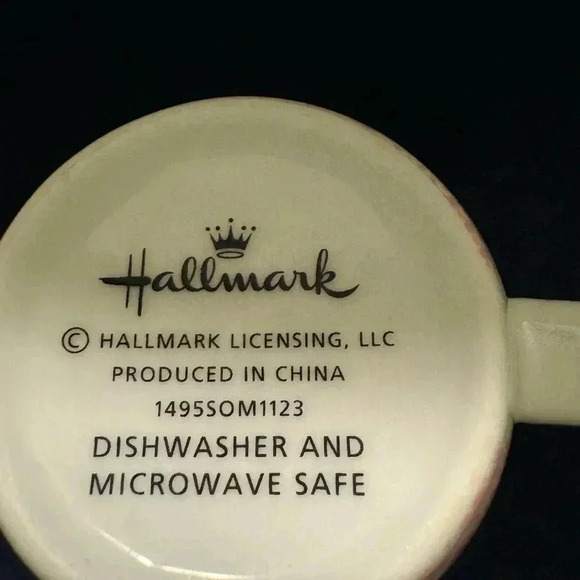 Hallmark
© HALLMARK LICENSING, LLC
PRODUCED IN CHINA
1495SOM1123
DISHWASHER AND
MICROWAVE SAFE